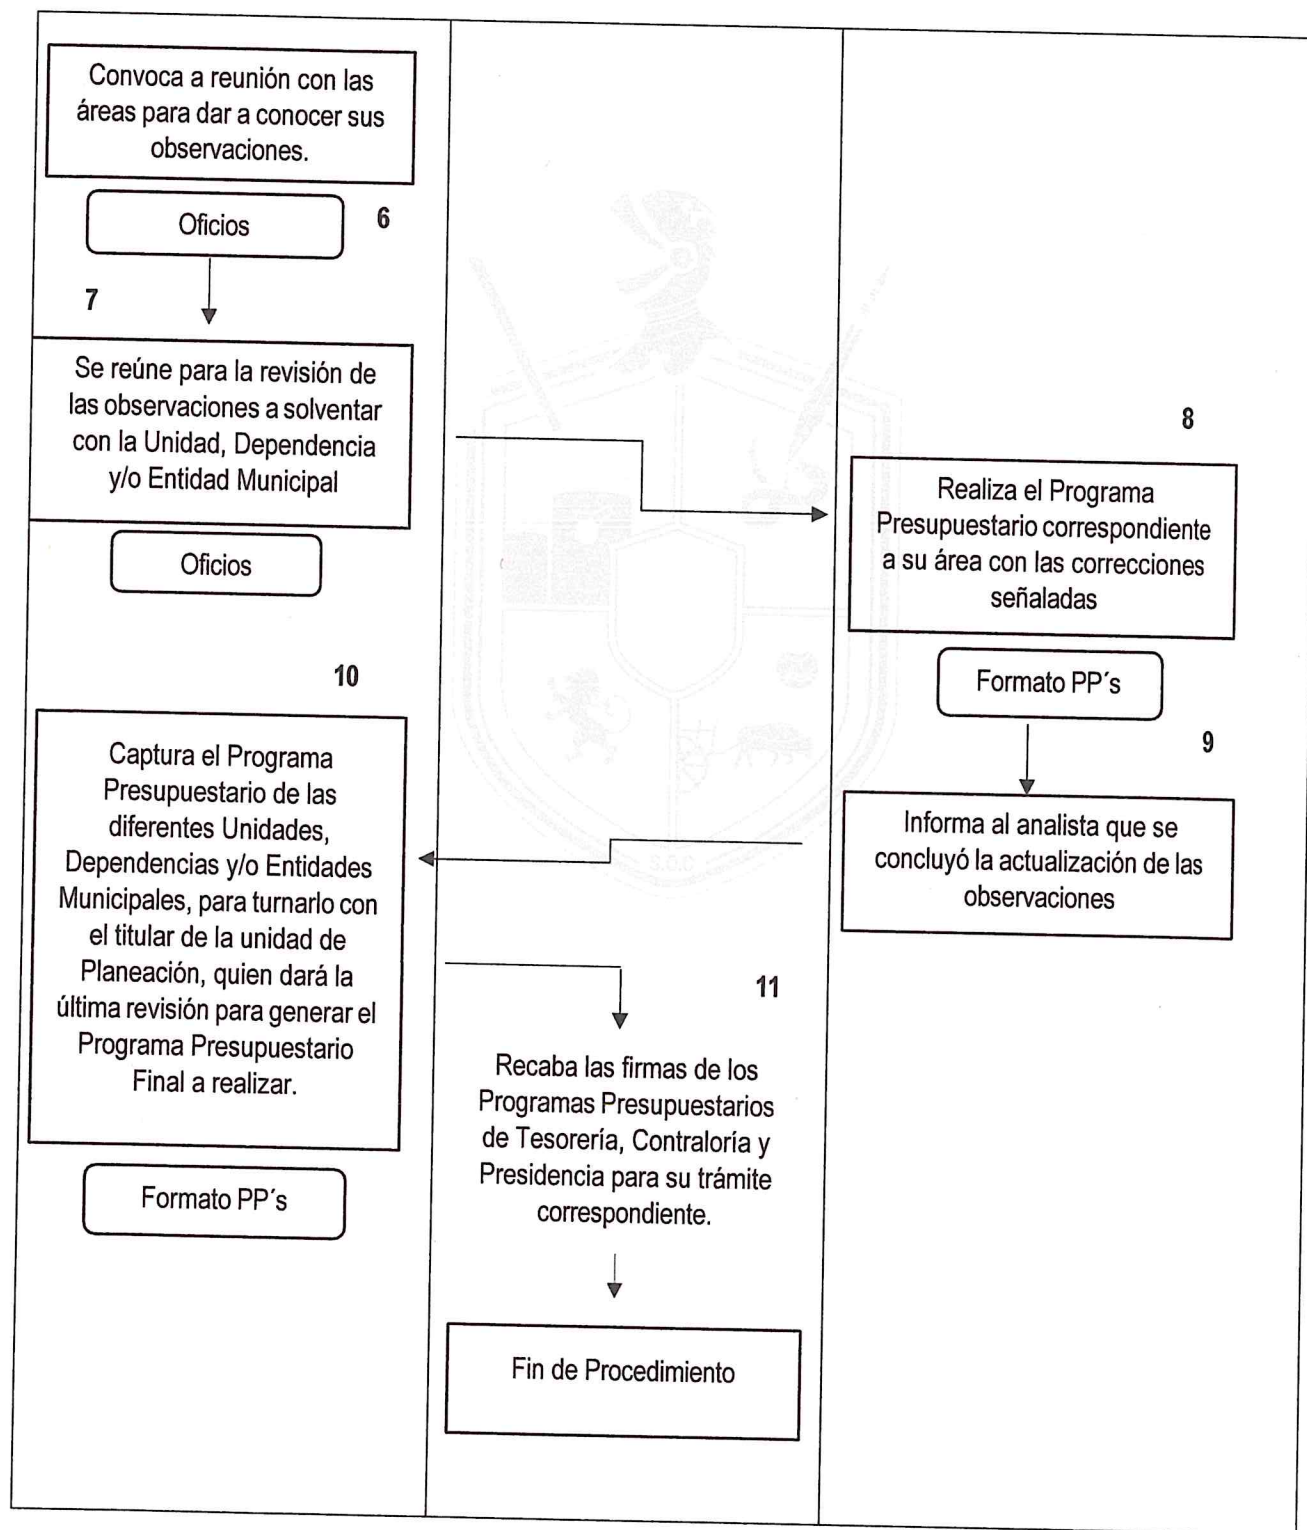 Convoca a reunión con las
áreas para dar a conocer sus
observaciones.
Oficios
6
7
Se reúne para la revisión de
las observaciones a solventar
con la Unidad, Dependencia
y/o Entidad Municipal
Oficios
8
Realiza el Programa
Presupuestario correspondiente
a su área con las correcciones
señaladas
Formato PP´s
9
Informa al analista que se
concluyó la actualización de las
observaciones
10
Captura el Programa
Presupuestario de las
diferentes Unidades,
Dependencias y/o Entidades
Municipales, para turnarlo con
el titular de la unidad de
Planeación, quien dará la
última revisión para generar el
Programa Presupuestario
Final a realizar.
Formato PP´s
11
Recaba las firmas de los
Programas Presupuestarios
de Tesorería, Contraloría y
Presidencia para su trámite
correspondiente.
Fin de Procedimiento
S.D.C